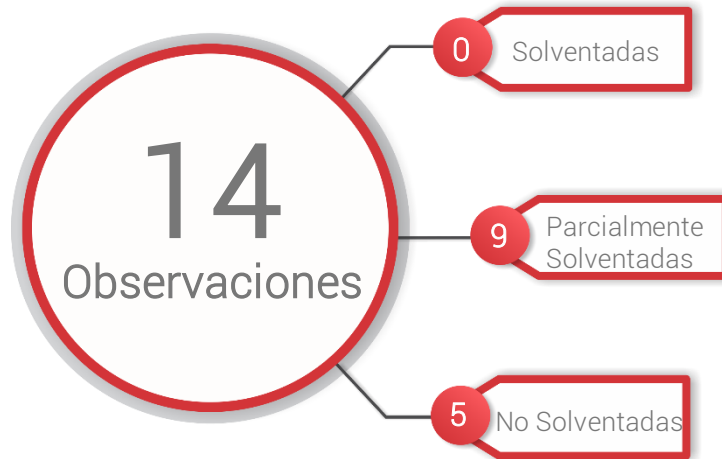 14
Observaciones
0
Solventadas
9
Parcialmente
Solventadas
5
No Solventadas